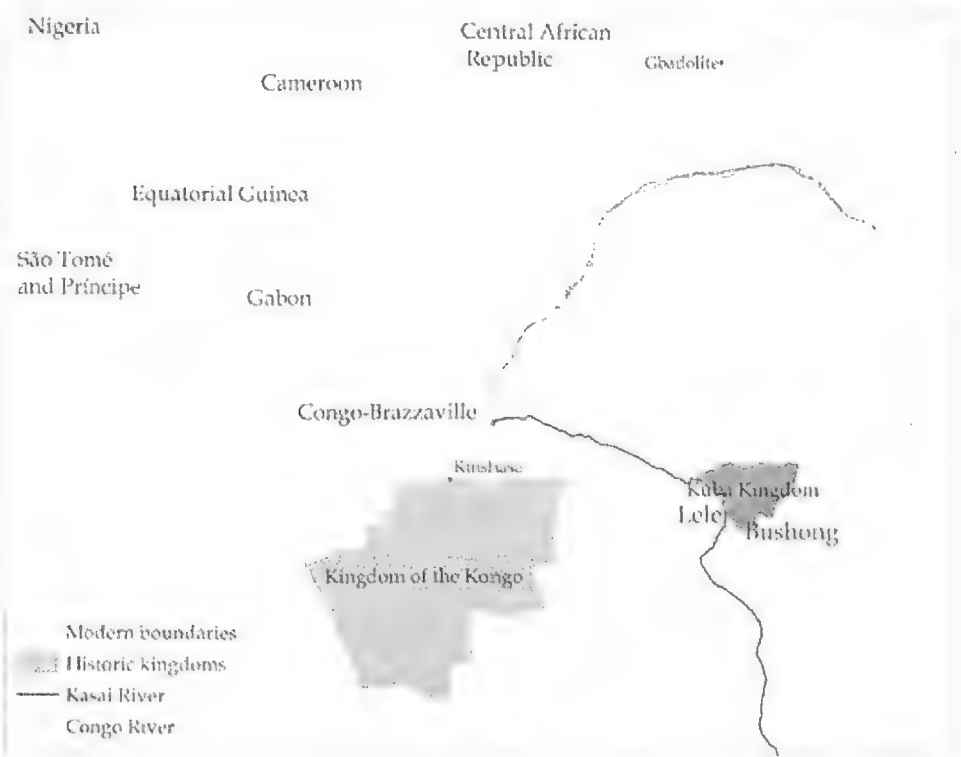 Nigeria
Central African
Republic
Gbadolite
Cameroon
Equatorial Guinea
São Tomé
and Príncipe
Gabon
Congo-Brazzaville
Kinshase
Kuba Kingdom
Lele
Bushong
Kingdom of the Kongo
Modern boundaries
Historic kingdoms
Kasai River
Congo River